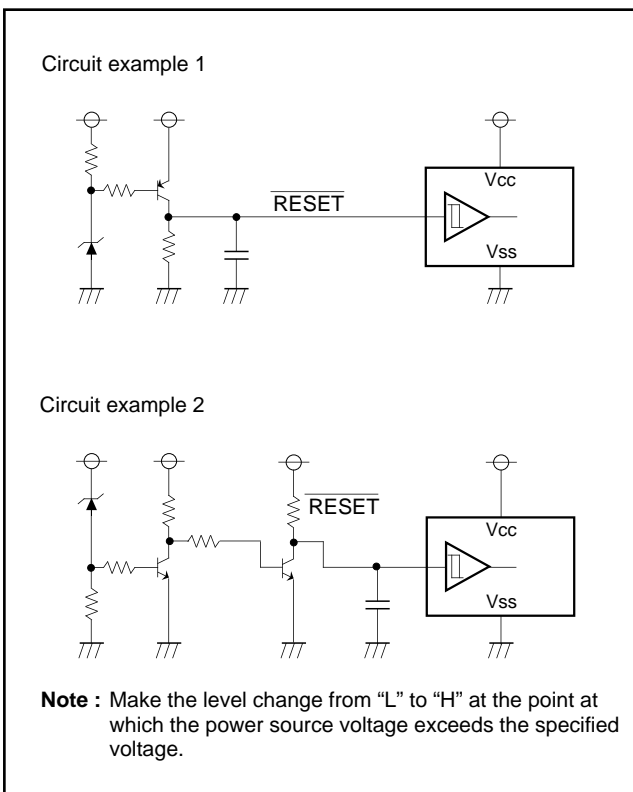 Circuit example 1
RESET
Vcc
Vss
Circuit example 2
RESET
Vcc
Vss
Note : Make the level change from “L” to “H” at the point at
which the power source voltage exceeds the specified
voltage.